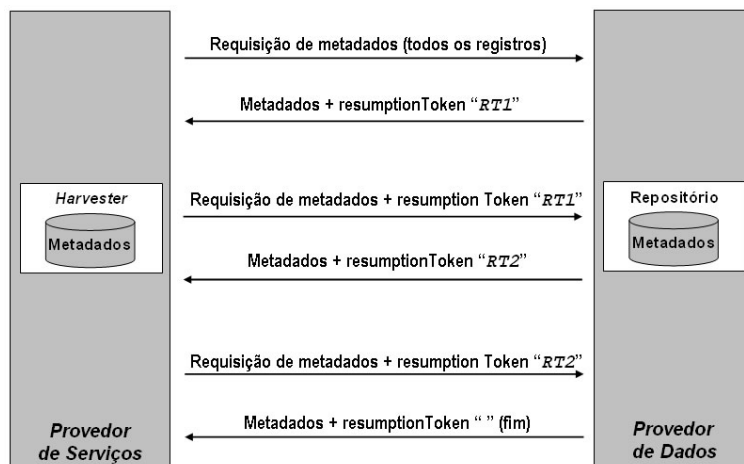 Requisição de metadados (todos os registros)
Metadados + resumptionToken “RT1”
Harvester
Metadados
Requisição de metadados + resumption Token “RT1”
Repositório
Metadados
Metadados + resumptionToken “RT2”
Requisição de metadados + resumption Token “RT2”
Metadados + resumptionToken “ ” (fim)
Provedor
de Serviços
Provedor
de Dados